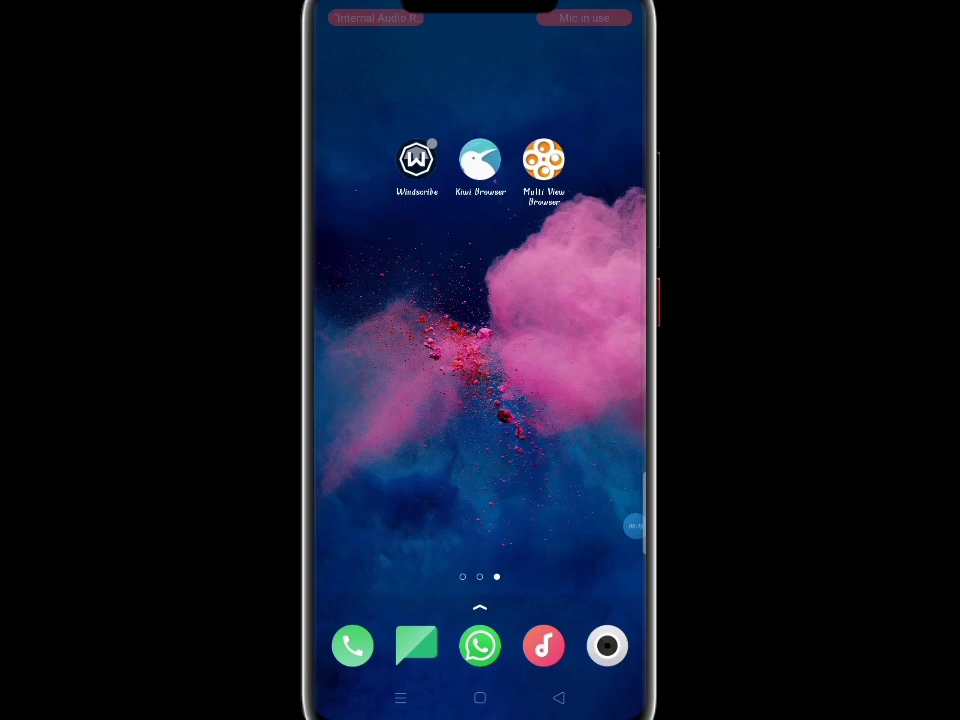 "Internal Audio R...
Mic in use
Windscribe
Kiwi Browser
Multi View
Browser